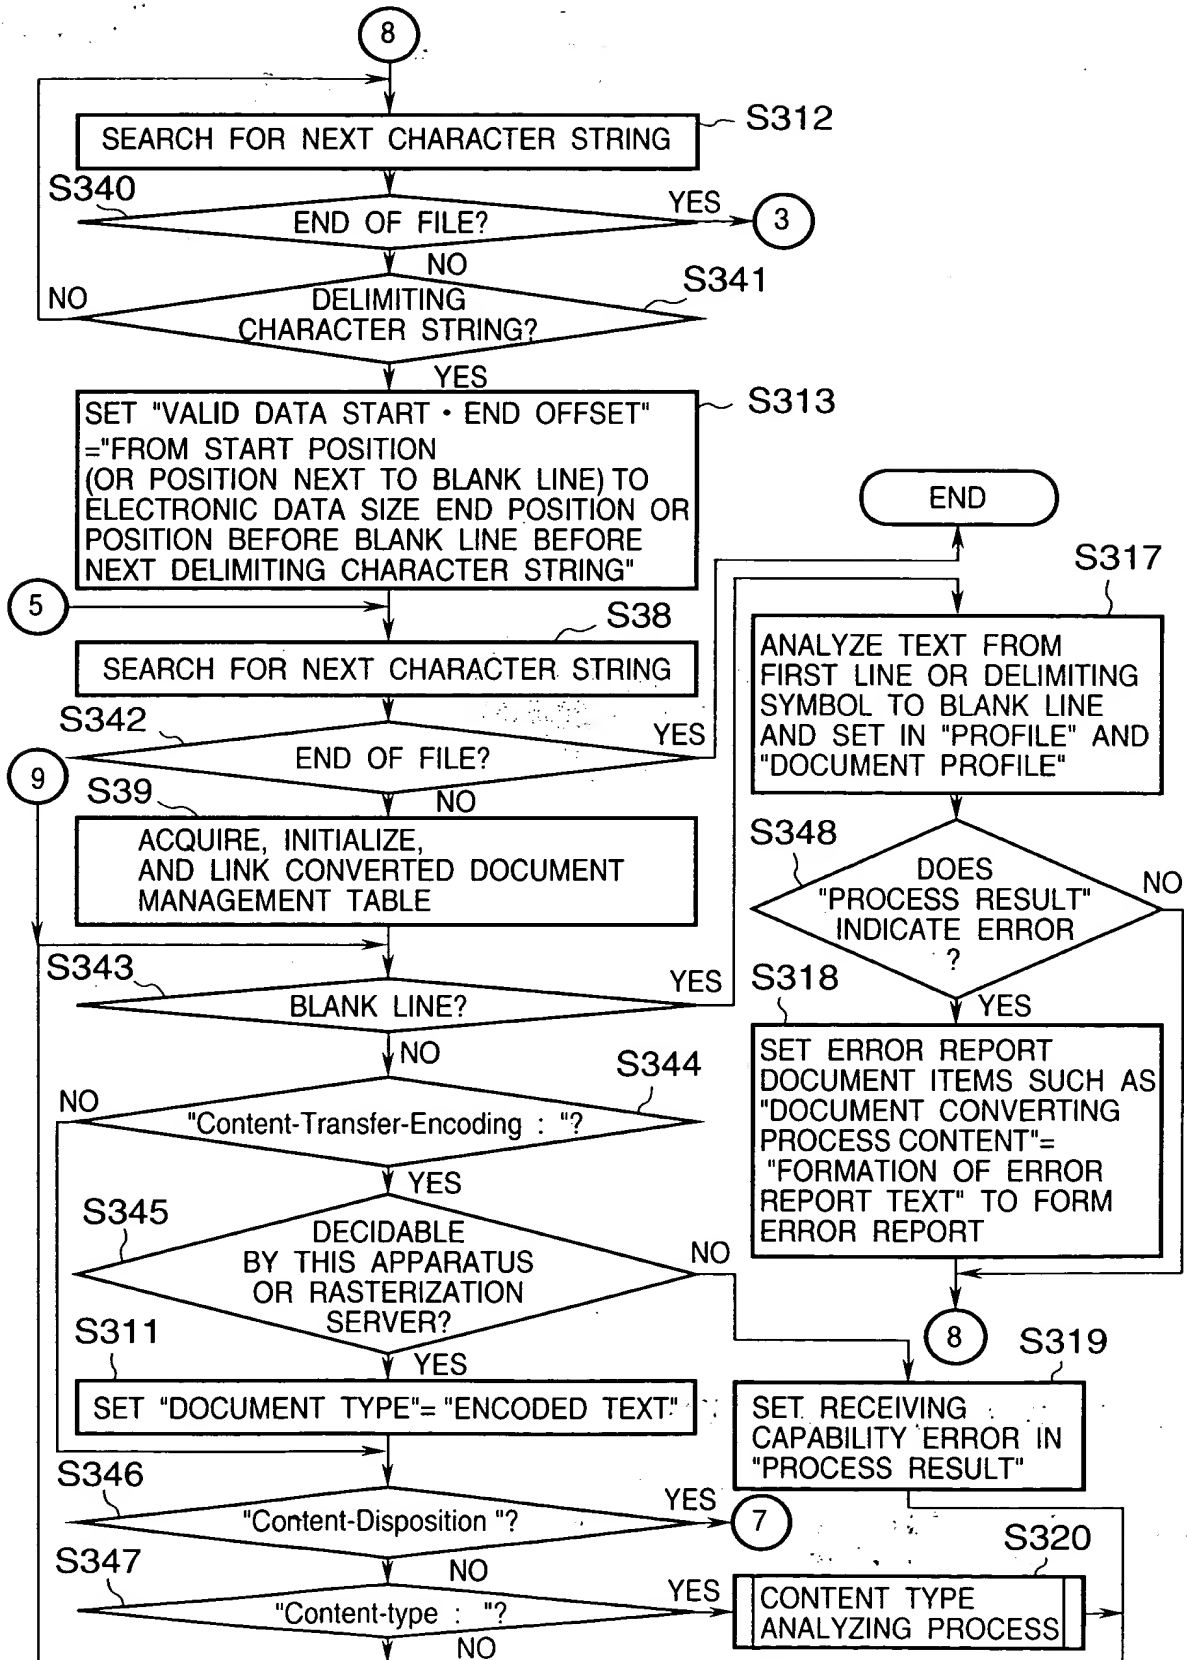 8
S312
SEARCH FOR NEXT CHARACTER STRING
S340
END OF FILE?
YES
3
NO
S341
NO
DELIMITING
CHARACTER STRING?
YES
S313
SET "VALID DATA START・END OFFSET"
="FROM START POSITION
(OR POSITION NEXT TO BLANK LINE) TO
ELECTRONIC DATA SIZE END POSITION OR
POSITION BEFORE BLANK LINE BEFORE
NEXT DELIMITING CHARACTER STRING"
5
S38
SEARCH FOR NEXT CHARACTER STRING
S342
END OF FILE?
YES
END
NO
9
S39
ACQUIRE, INITIALIZE,
AND LINK CONVERTED DOCUMENT
MANAGEMENT TABLE
S343
BLANK LINE?
YES
NO
S344
NO
"Content-Transfer-Encoding : "?
YES
S345
DECIDABLE
BY THIS APPARATUS
OR RASTERIZATION
SERVER?
NO
YES
S311
SET "DOCUMENT TYPE"= "ENCODED TEXT"
S346
"Content-Disposition "?
YES
7
NO
S347
"Content-type : "?
YES
NO
S317
ANALYZE TEXT FROM
FIRST LINE OR DELIMITING
SYMBOL TO BLANK LINE
AND SET IN "PROFILE" AND
"DOCUMENT PROFILE"
S348
DOES
"PROCESS RESULT"
INDICATE ERROR
?
NO
YES
S318
SET ERROR REPORT
DOCUMENT ITEMS SUCH AS
"DOCUMENT CONVERTING
PROCESS CONTENT"=
"FORMATION OF ERROR
REPORT TEXT" TO FORM
ERROR REPORT
8
S319
SET RECEIVING
CAPABILITY ERROR IN
"PROCESS RESULT"
S320
CONTENT TYPE
ANALYZING PROCESS